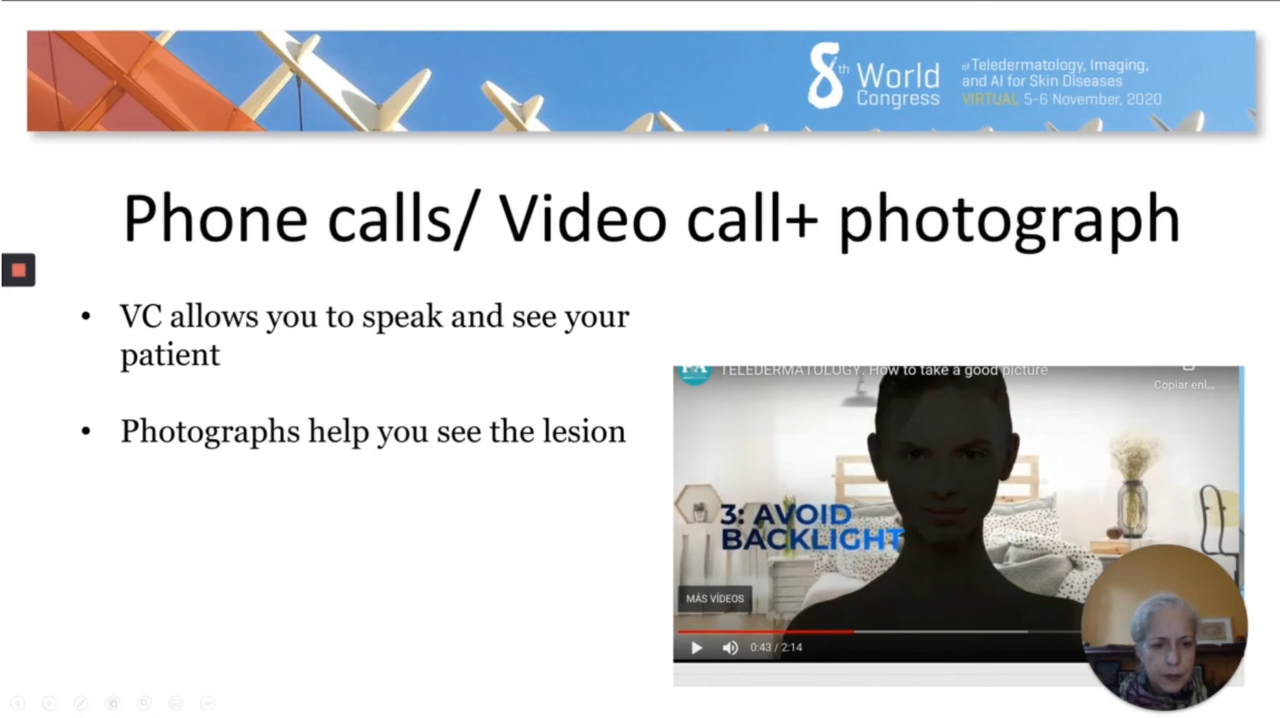 8th World Congress
of Teledermatology, Imaging,
and AI for Skin Diseases
VIRTUAL 5-6 November, 2020
Phone calls/ Video call+ photograph
• VC allows you to speak and see your
patient
• Photographs help you see the lesion
TELEDERMATOLOGY. How to take a good picture
Copiar enl...
3: AVOID
BACKLIGHT
MÁS VÍDEOS
0:43 / 2:14